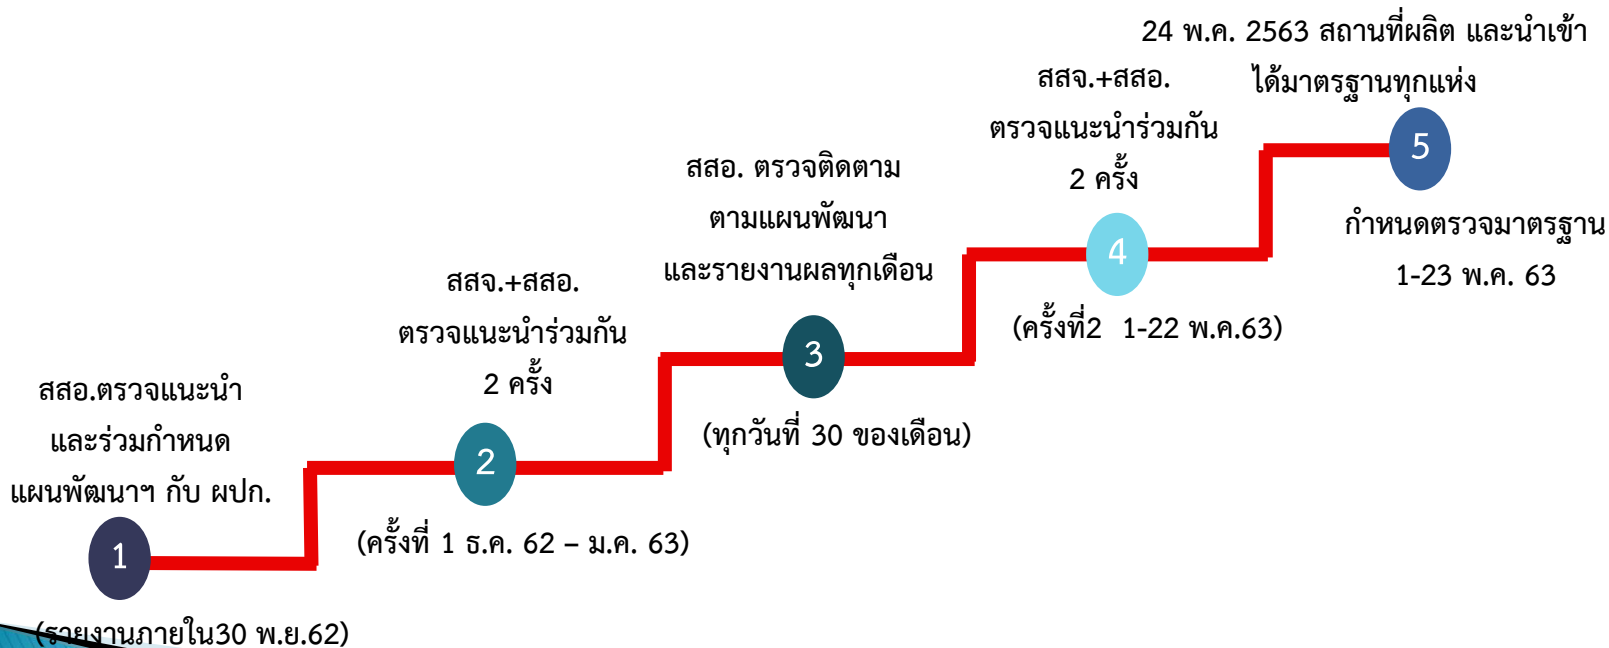 สสอ.ตรวจแนะนำ
และร่วมกำหนด
แผนพัฒนาฯ กับ ผปก.
1
(รายงานภายใน30 พ.ย.62)
สสจ.+สสอ.
ตรวจแนะนำร่วมกัน
2 ครั้ง
2
(ครั้งที่ 1 ธ.ค. 62 – ม.ค. 63)
สสอ. ตรวจติดตาม
ตามแผนพัฒนา
และรายงานผลทุกเดือน
3
(ทุกวันที่ 30 ของเดือน)
สสจ.+สสอ.
ตรวจแนะนำร่วมกัน
2 ครั้ง
4
(ครั้งที่2 1-22 พ.ค.63)
24 พ.ค. 2563 สถานที่ผลิต และนำเข้า
ได้มาตรฐานทุกแห่ง
5
กำหนดตรวจมาตรฐาน
1-23 พ.ค. 63